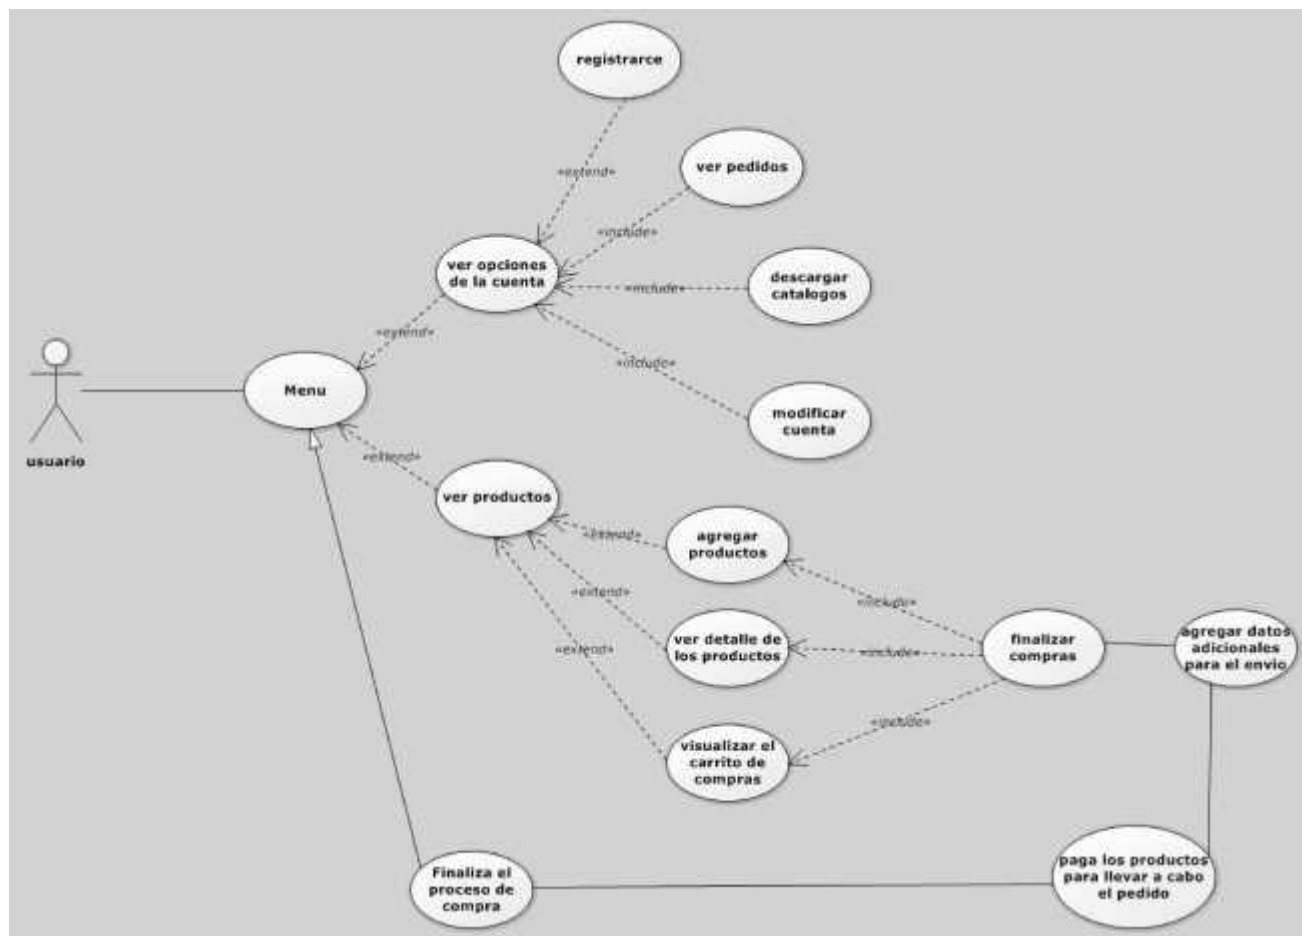 registrarce
«extend»
ver pedidos
«include»
ver opciones
de la cuenta
«include»
descargar
catalogos
«extend»
«include»
modificar
cuenta
Menu
usuario
«extend»
ver productos
«extend»
agregar
productos
«extend»
«include»
ver detalle de
los productos
«include»
finalizar
compras
agregar datos
adicionales
para el envio
«extend»
«include»
visualizar el
carrito de
compras
Finaliza el
proceso de
compra
paga los productos
para llevar a cabo
el pedido